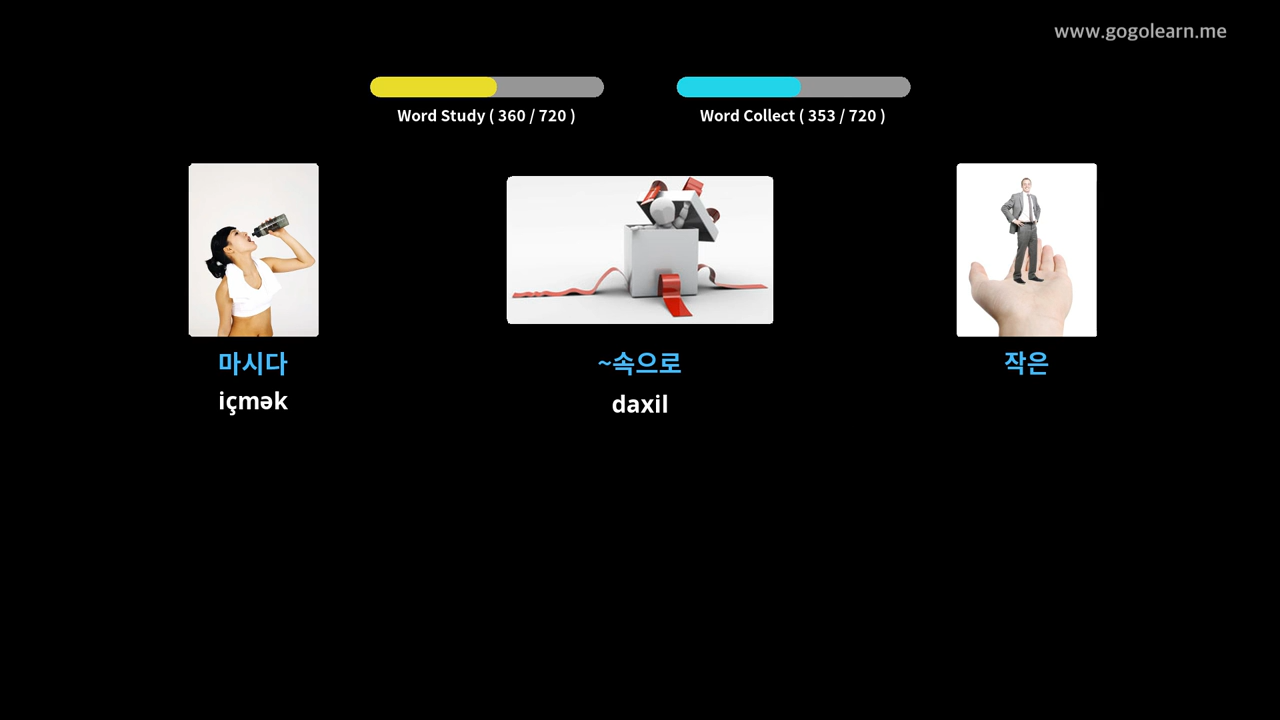 www.gogolearn.me
Word Study ( 360 / 720 )
Word Collect ( 353 / 720 )
마시다
içmək
~속으로
daxil
작은